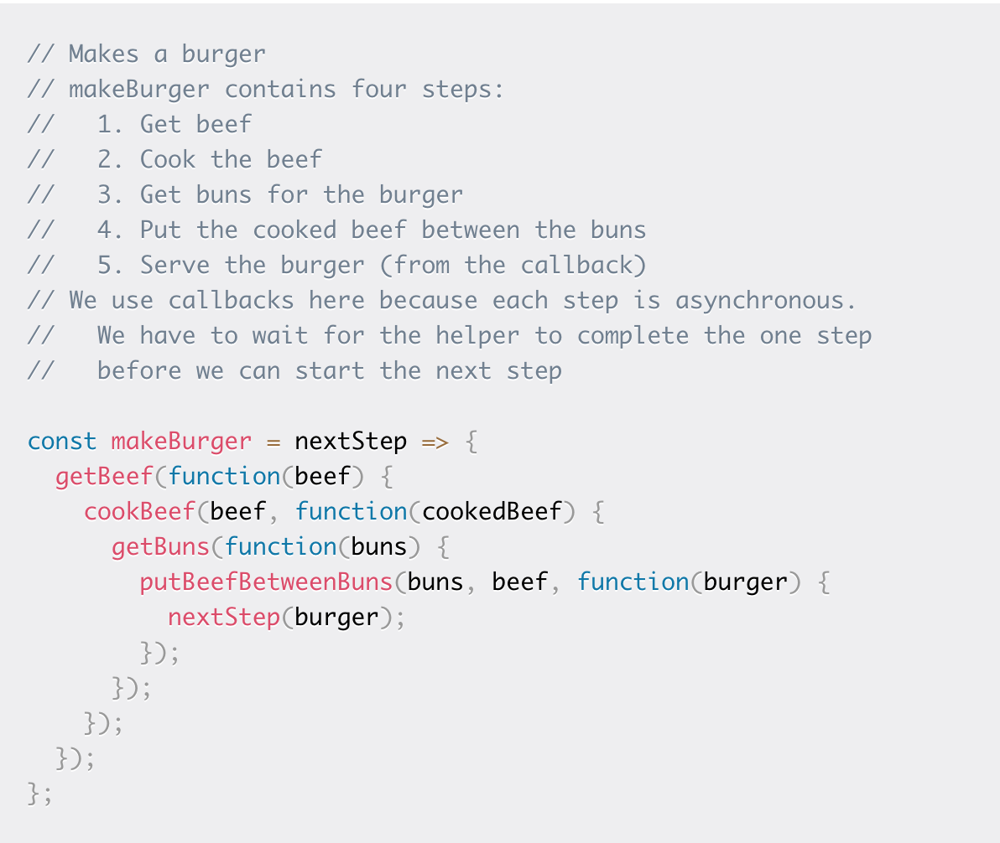 // Makes a burger
// makeBurger contains four steps:
//   1. Get beef
//   2. Cook the beef
//   3. Get buns for the burger
//   4. Put the cooked beef between the buns
//   5. Serve the burger (from the callback)
// We use callbacks here because each step is asynchronous.
//   We have to wait for the helper to complete the one step
//   before we can start the next step

const makeBurger = nextStep => {
  getBeef(function(beef) {
    cookBeef(beef, function(cookedBeef) {
      getBuns(function(buns) {
        putBeefBetweenBuns(buns, beef, function(burger) {
          nextStep(burger);
        });
      });
    });
  });
};